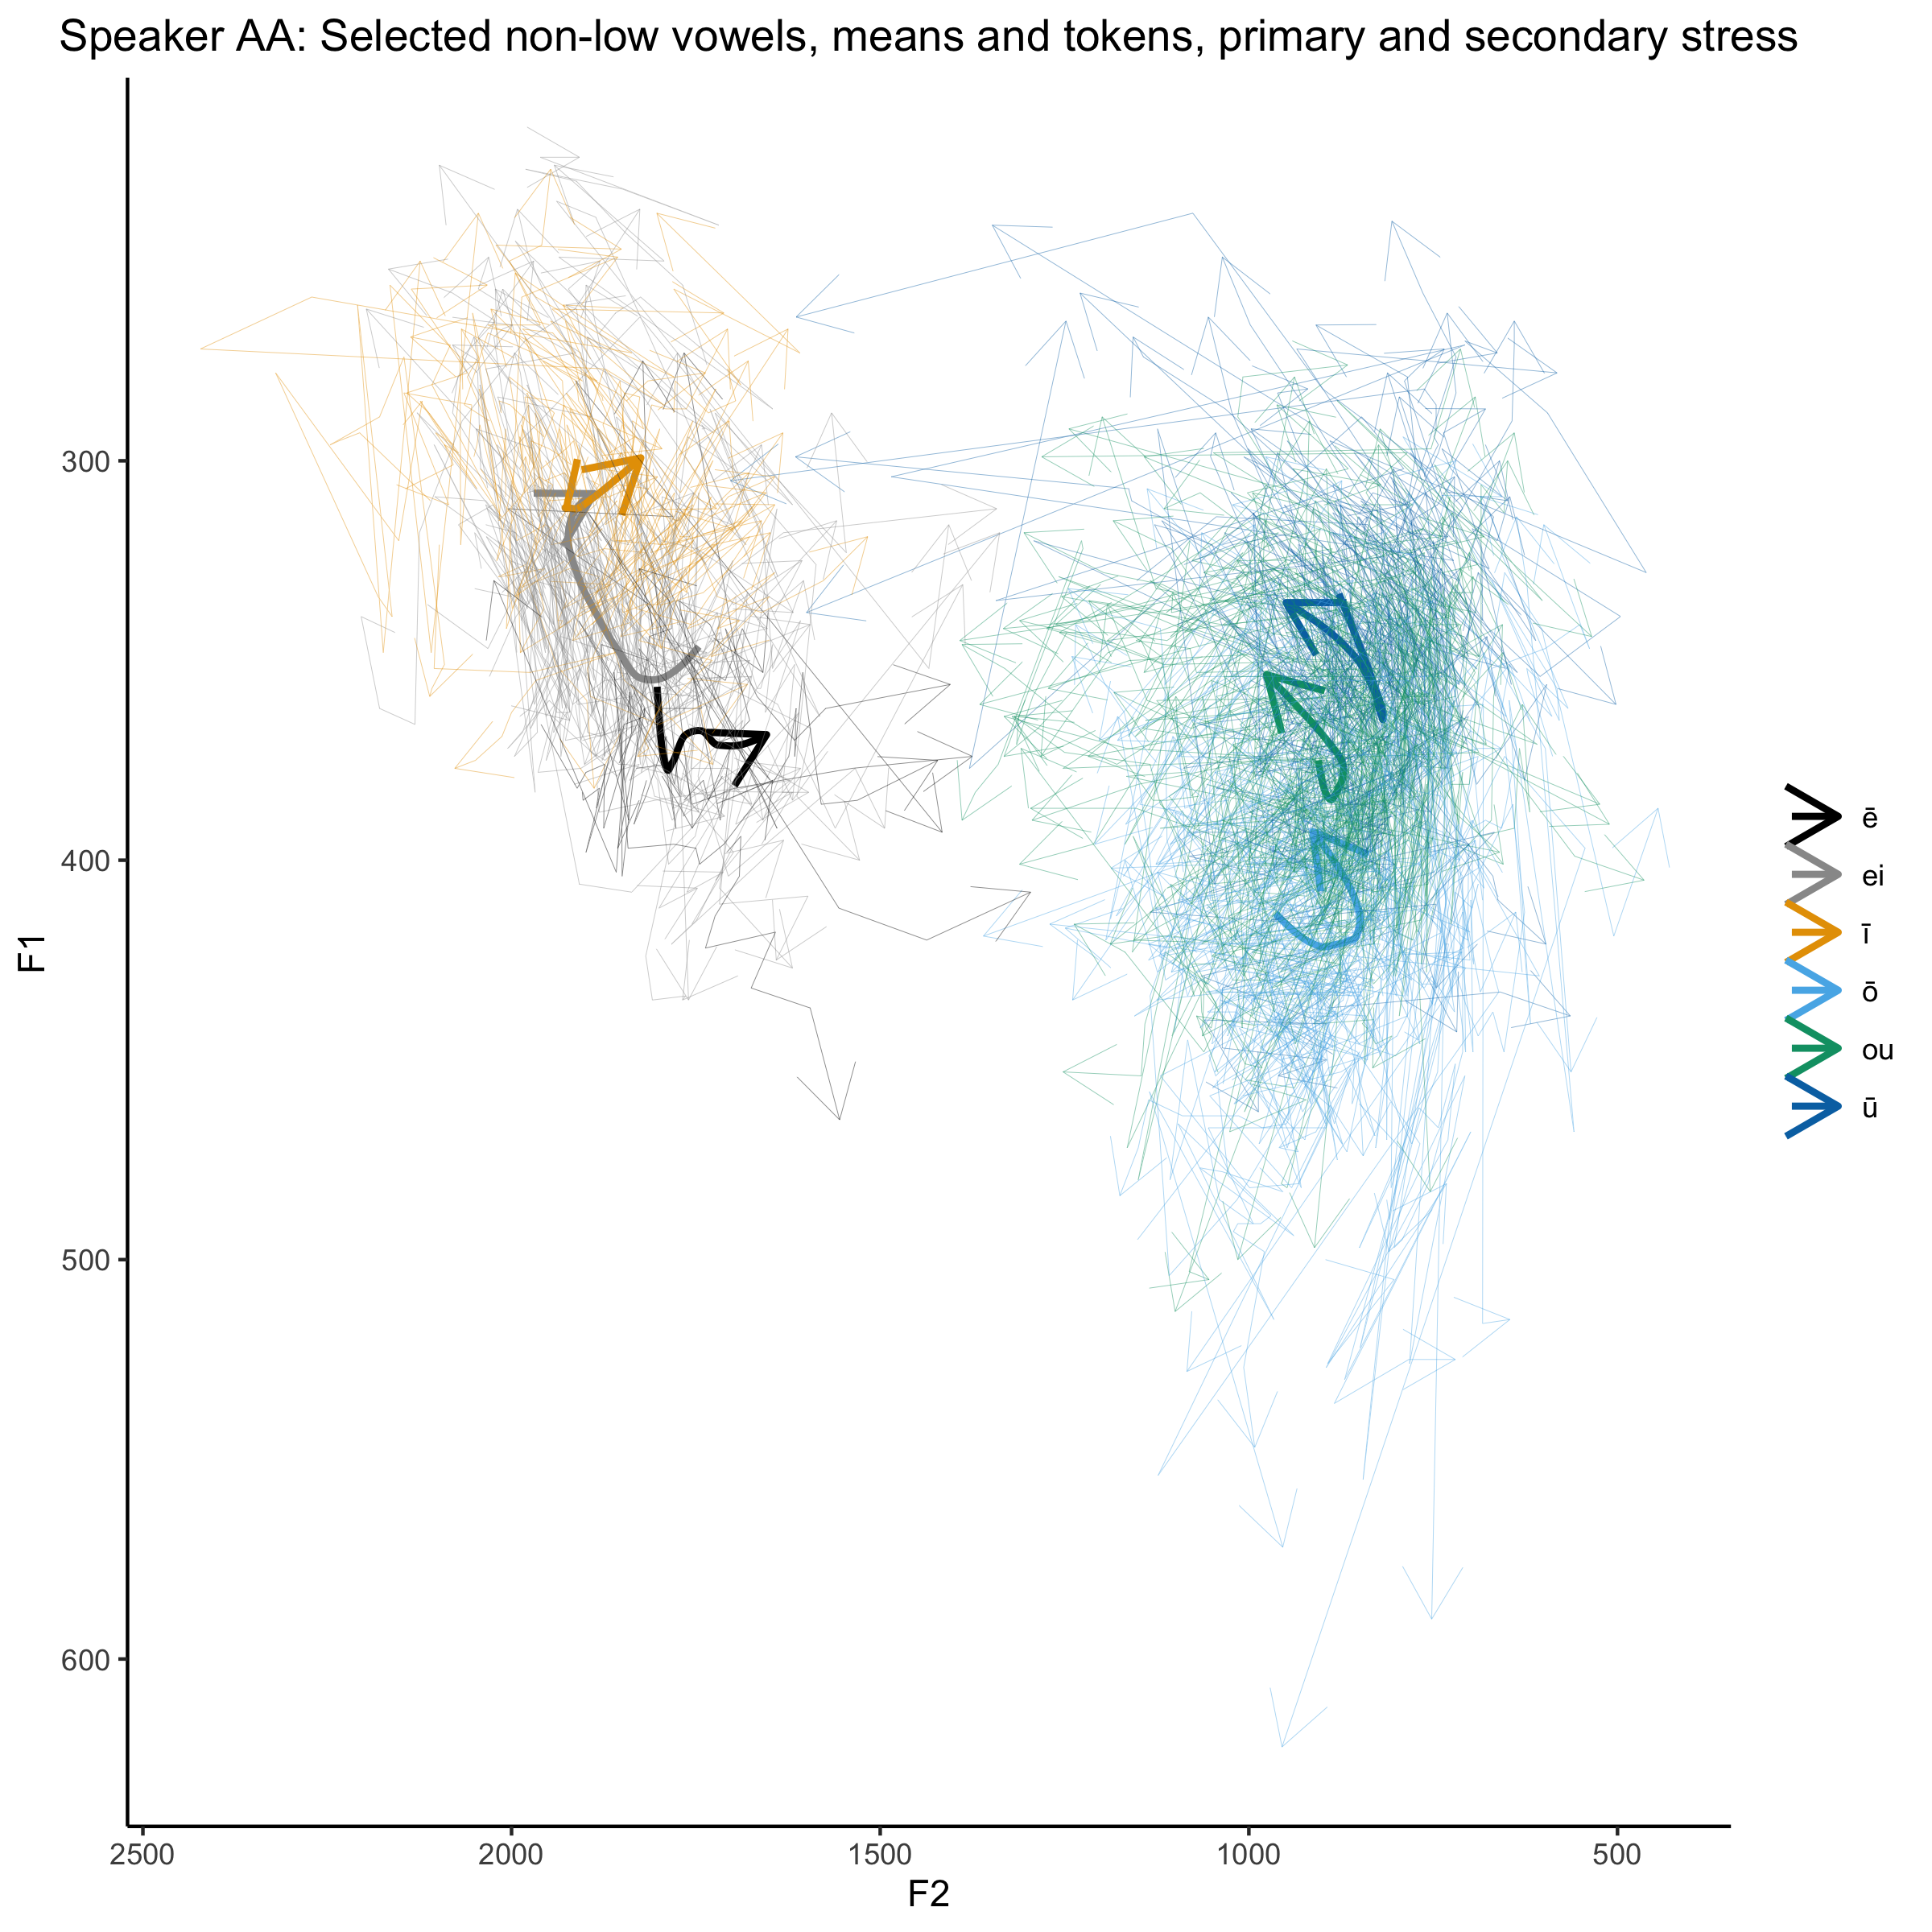 Speaker AA: Selected non-low vowels, means and tokens, primary and secondary stress
300
400
500
600
F1
2500
2000
1500
1000
500
F2
ē
ei
ī
ō
ou
ū